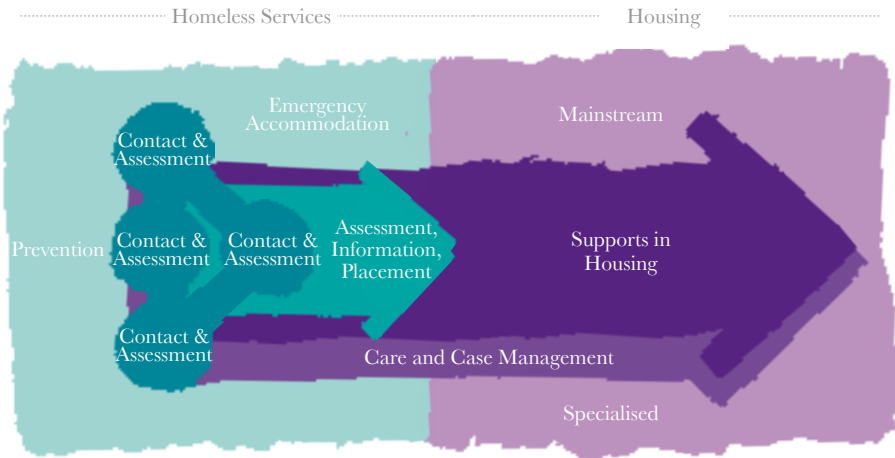 Homeless Services
Housing
Emergency
Accommodation
Mainstream
Contact &
Assessment
Prevention
Contact &
Assessment
Contact &
Assessment
Assessment,
Information,
Placement
Supports in
Housing
Contact &
Assessment
Care and Case Management
Specialised